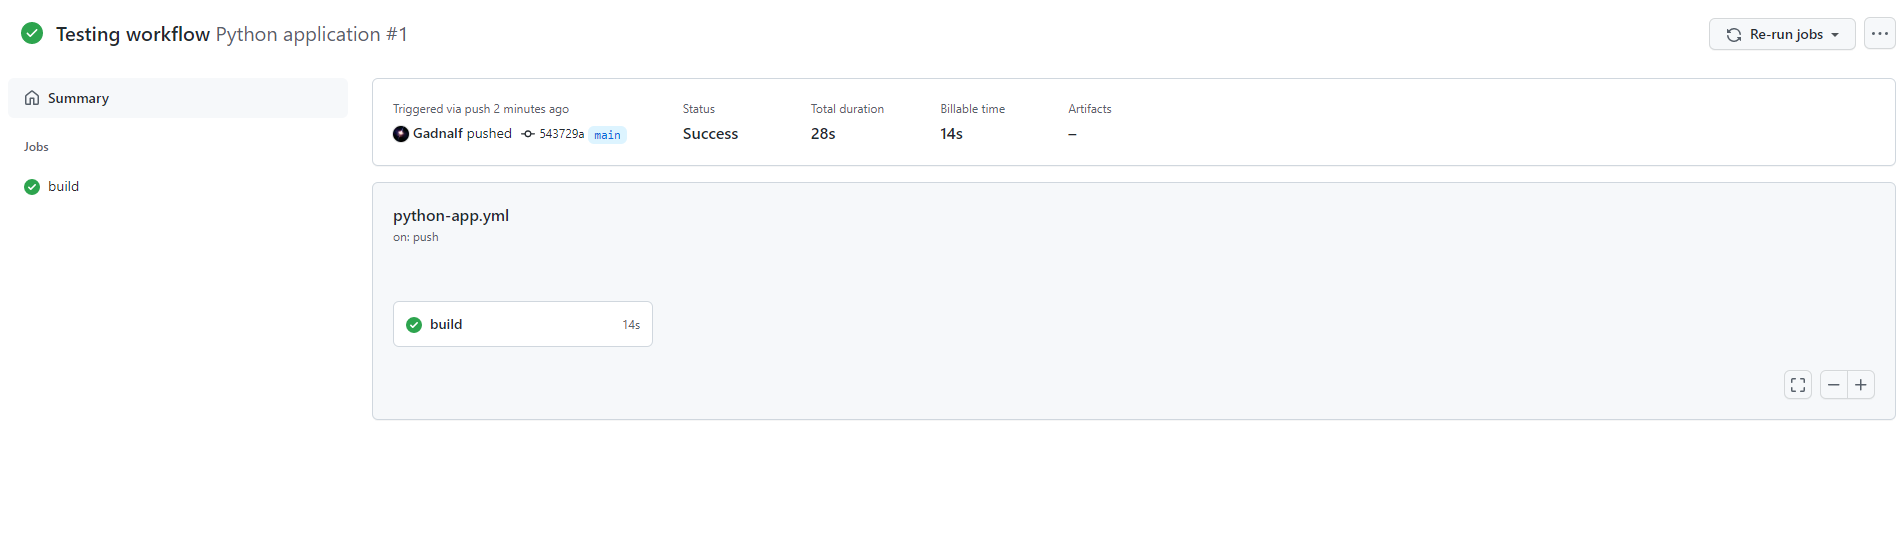 Testing workflow Python application #1
Re-run jobs
Summary
Jobs
build
Triggered via push 2 minutes ago
Gadnalf pushed 543729a main
Status
Success
Total duration
28s
Billable time
14s
Artifacts
–
python-app.yml
on: push
build 14s